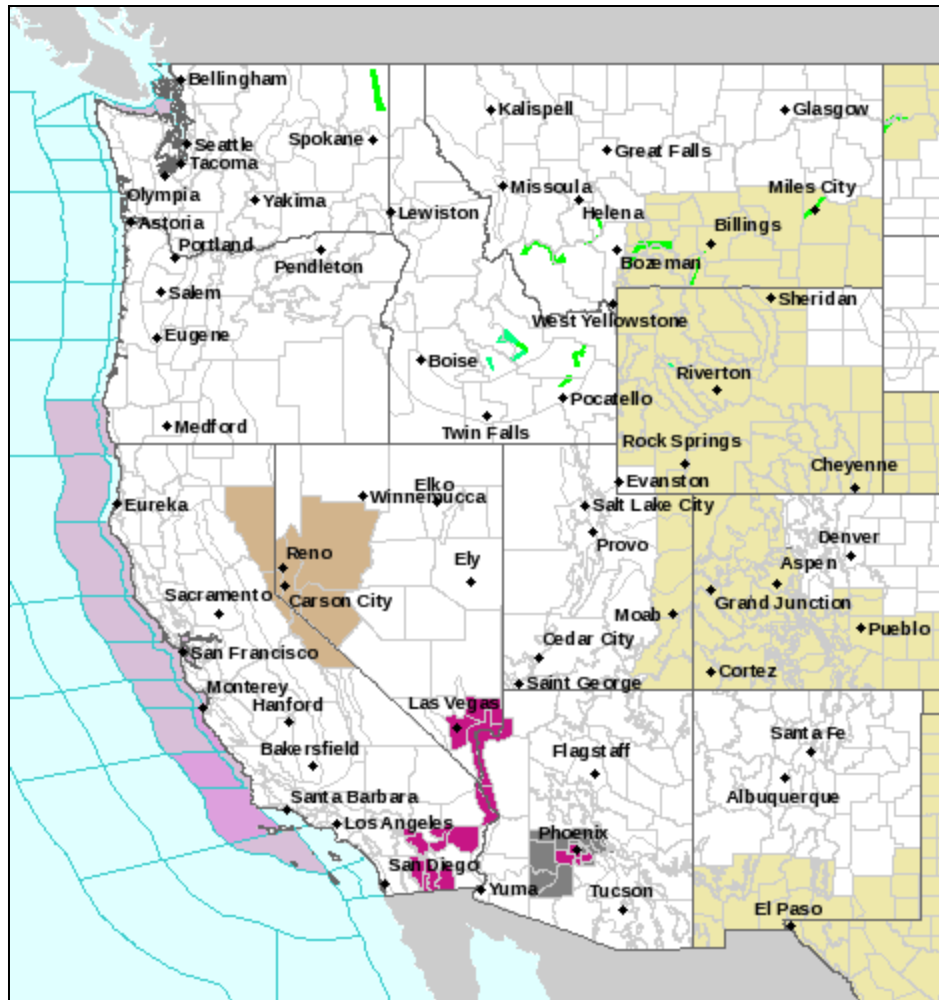 Bellingham
Kalispell
Glasgow
Seattle
Spokane
Great Falls
Tacoma
Missoula
Miles City
Olympia
Yakima
Lewiston
Helena
Astoria
Billings
Portland
Pendleton
Bozeman
Salem
Sheridan
West Yellowstone
Eugene
Boise
Riverton
Pocatello
Medford
Twin Falls
Rock Springs
Cheyenne
Elko
Winnemucca
Evanston
Eureka
Salt Lake City
Denver
Provo
Reno
Ely
Aspen
Sacramento
Carson City
Grand Junction
Moab
Pueblo
Cedar City
San Francisco
Cortez
Saint George
Monterey
Hanford
Las Vegas
Santa Fe
Bakersfield
Flagstaff
Albuquerque
Santa Barbara
Los Angeles
Phoenix
San Diego
Yuma
Tucson
El Paso